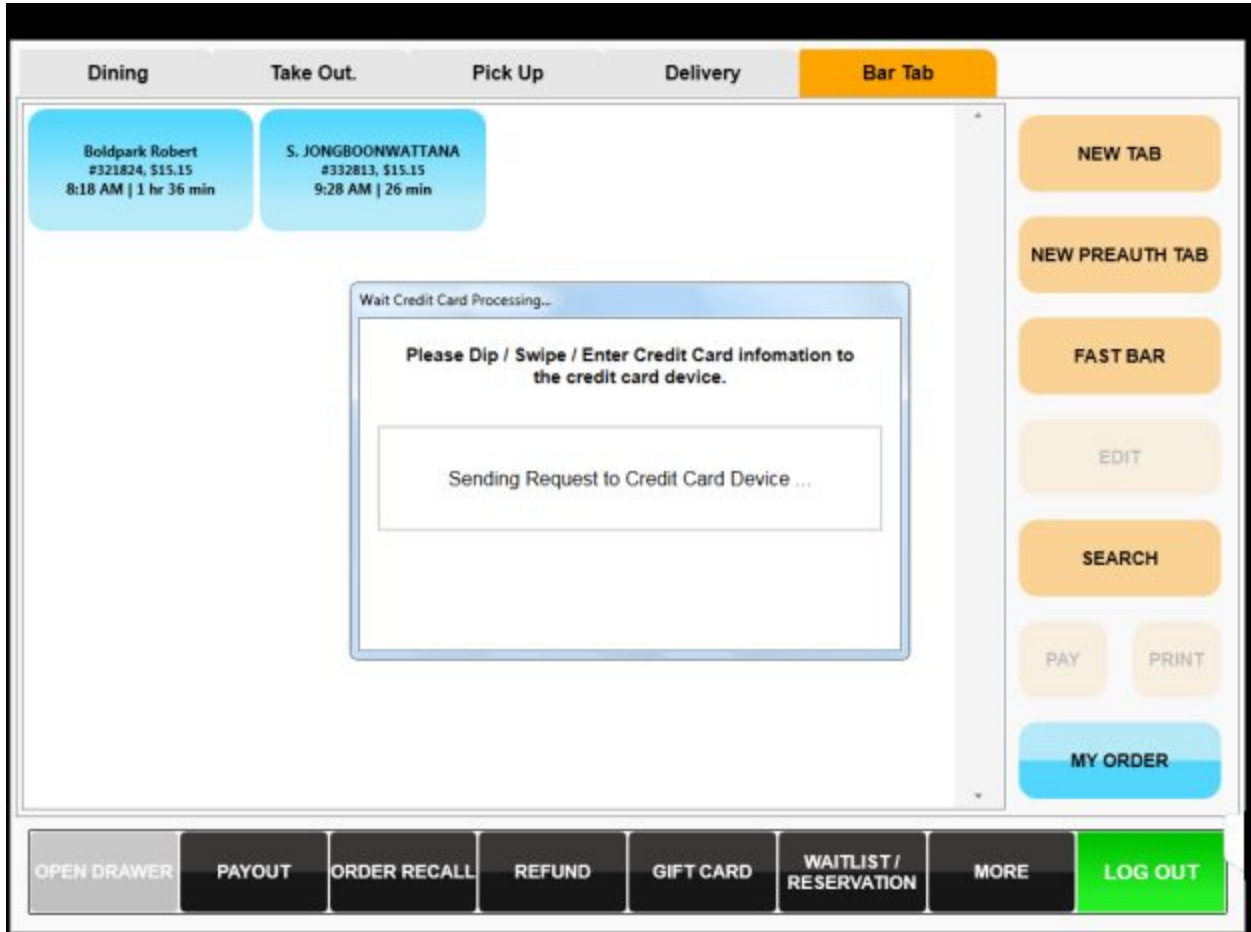 Dining
Take Out.
Pick Up
Delivery
Bar Tab
Boldpark Robert
#321824, $15.15
8:18 AM | 1 hr 36 min
S. JONGBOONWATTANA
#332813, $15.15
9:28 AM | 26 min
Wait Credit Card Processing...
Please Dip / Swipe / Enter Credit Card infomation to
the credit card device.
Sending Request to Credit Card Device ...
NEW TAB
NEW PREAUTH TAB
FAST BAR
EDIT
SEARCH
PAY
PRINT
MY ORDER
OPEN DRAWER
PAYOUT
ORDER RECALL
REFUND
GIFT CARD
WAITLIST /
RESERVATION
MORE
LOG OUT